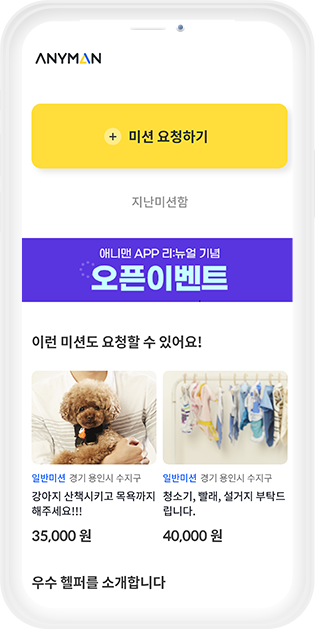 ANYMAN
+ 미션 요청하기
지난미션함
애니맨 APP 리:뉴얼 기념
오픈이벤트
이런 미션도 요청할 수 있어요!
일반미션 경기 용인시 수지구
강아지 산책시키고 목욕까지
해주세요!!!
35,000 원
일반미션 경기 용인시 수지구
청소기, 빨래, 설거지 부탁드
립니다.
40,000 원
우수 헬퍼를 소개합니다